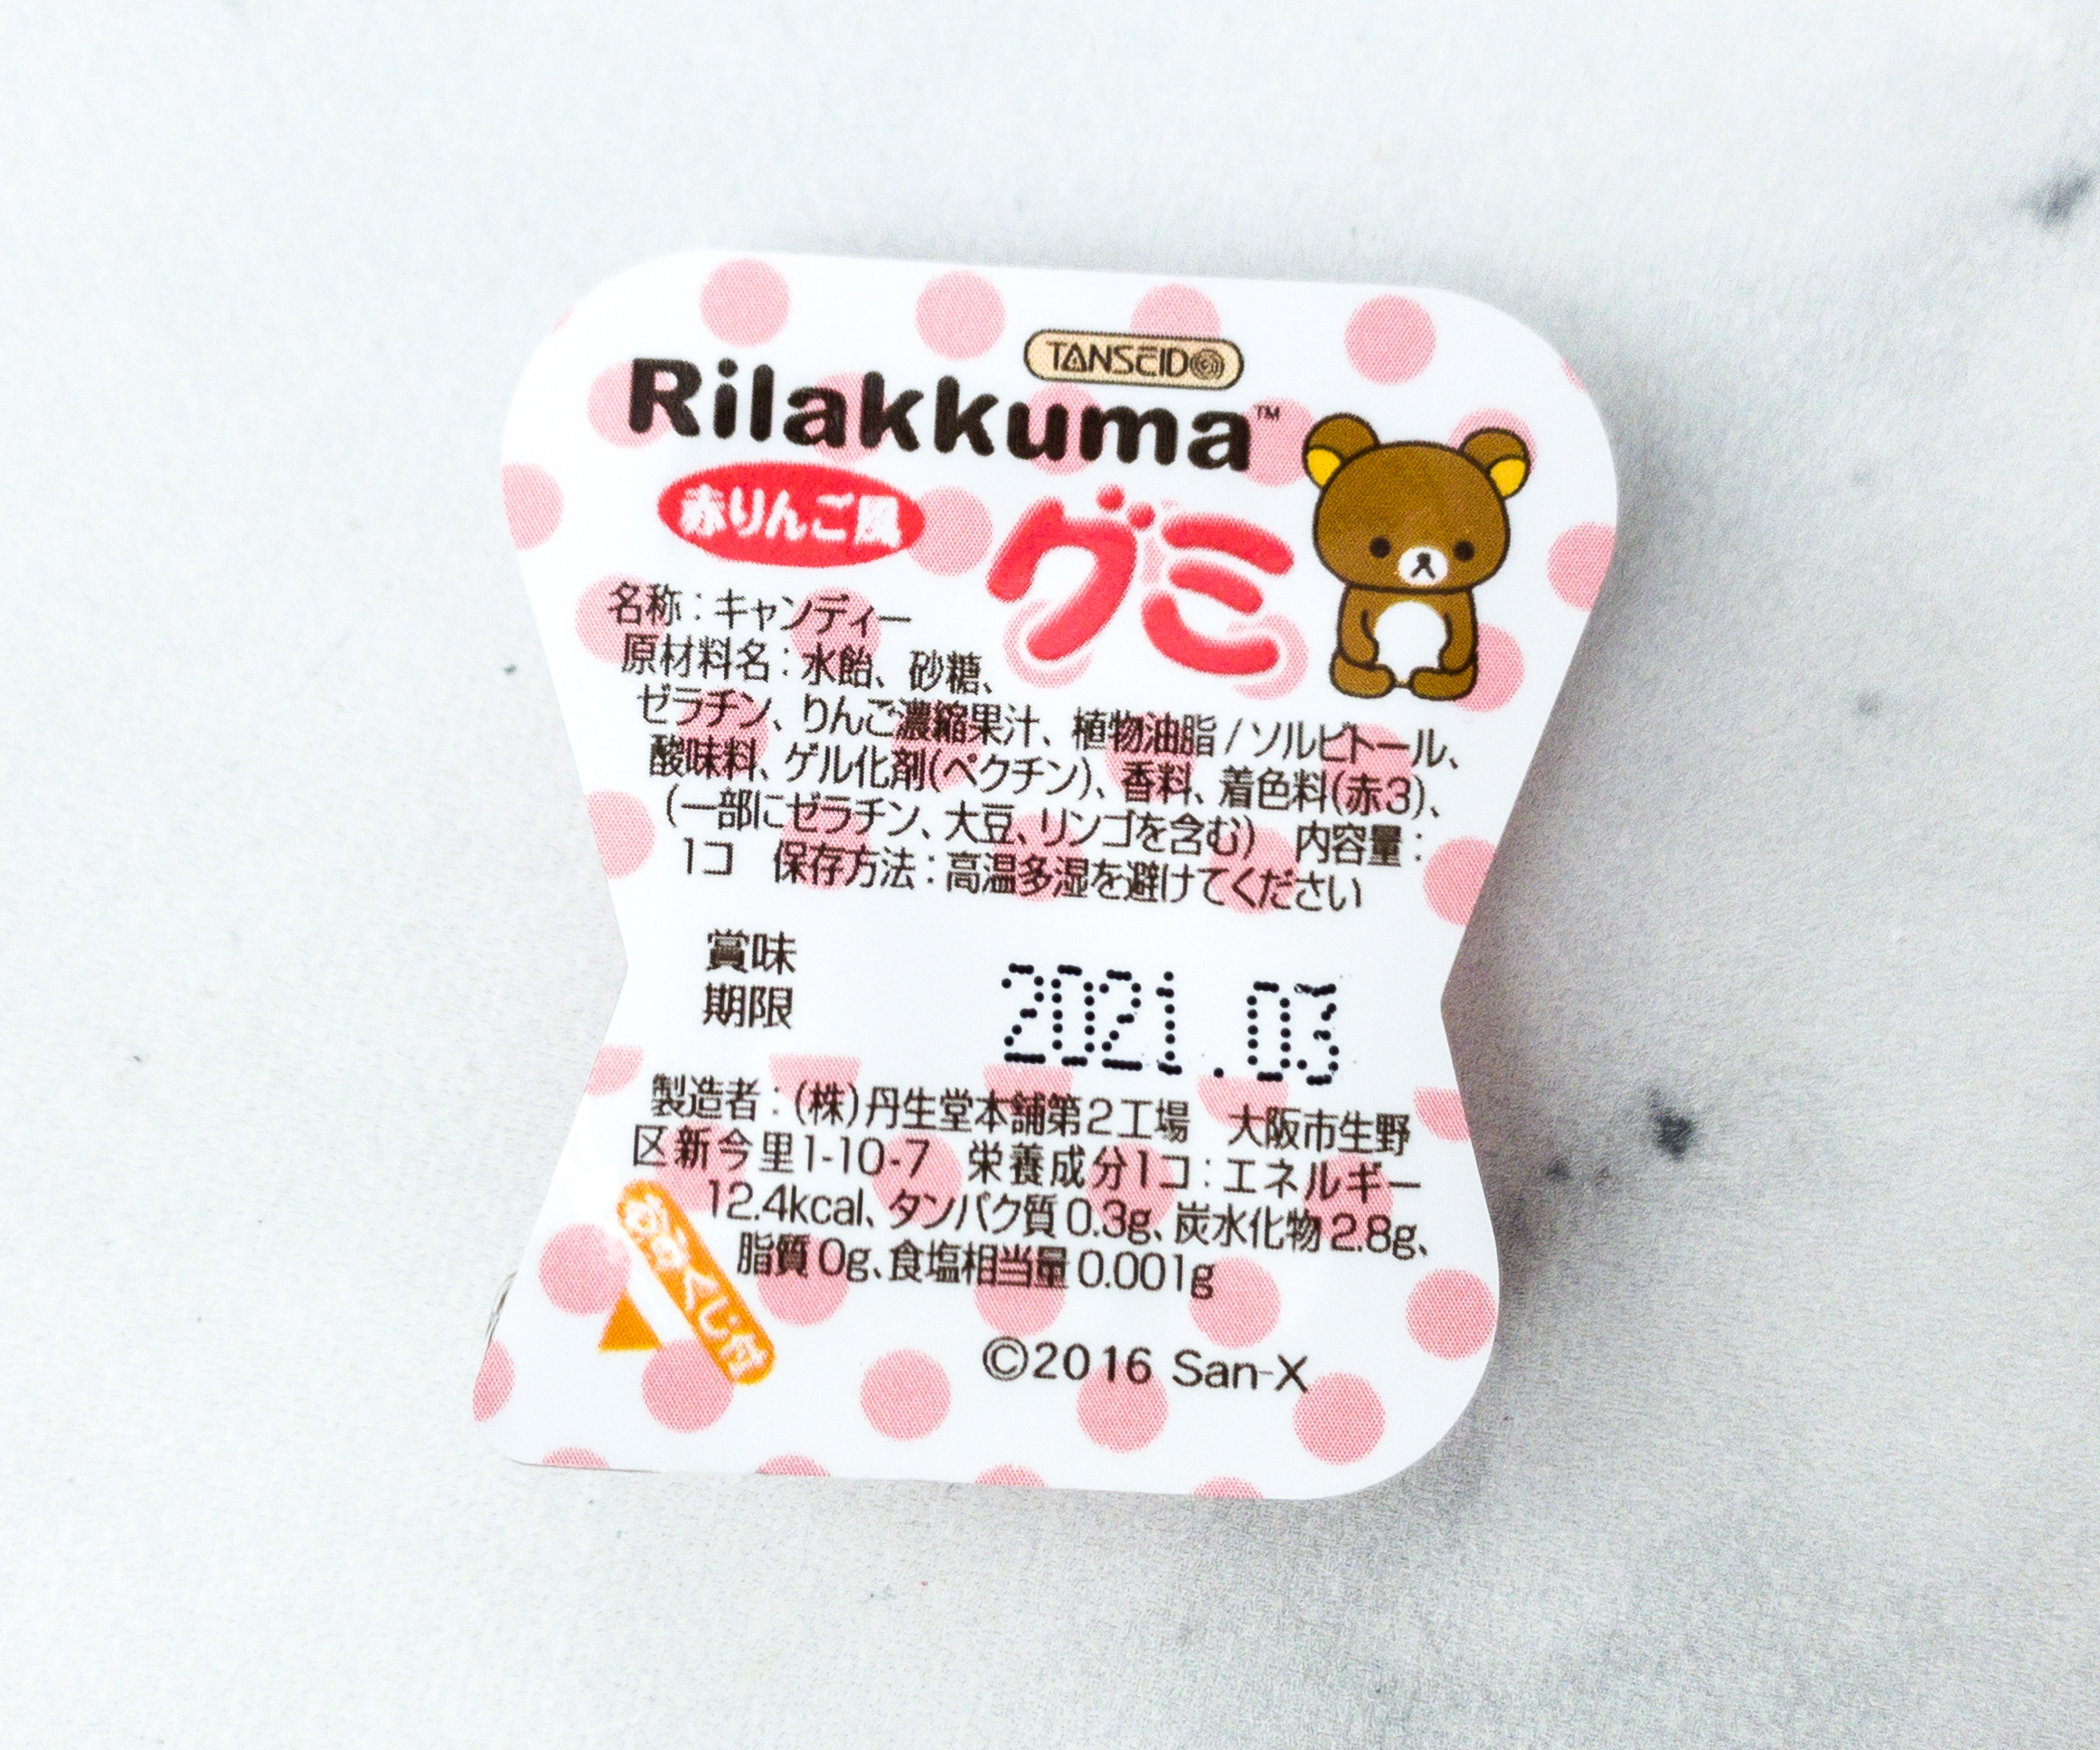 TANSEIDO
Rilakkuma™
赤りんご風
グミ
名称：キャンディー
原材料名：水飴、砂糖、
ゼラチン、りんご濃縮果汁、植物油脂/ソルビトール、
酸味料、ゲル化剤(ペクチン)、香料、着色料(赤3)、
(一部にゼラチン、大豆、リンゴを含む)　内容量：
1コ　保存方法：高温多湿を避けてください
賞味
期限
2021.03
製造者：(株)丹生堂本舗第2工場　大阪市生野
区新今里1-10-7　栄養成分1コ：エネルギー
12.4kcal、タンパク質0.3g、炭水化物2.8g、
脂質0g、食塩相当量0.001g
おみくじ付
©2016 San-X